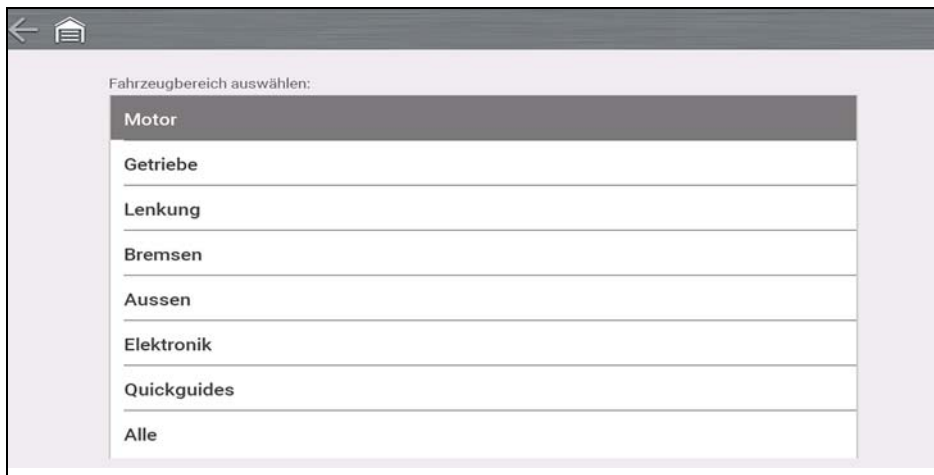 Fahrzeugbereich auswählen:
Motor
Getriebe
Lenkung
Bremsen
Aussen
Elektronik
Quickguides
Alle